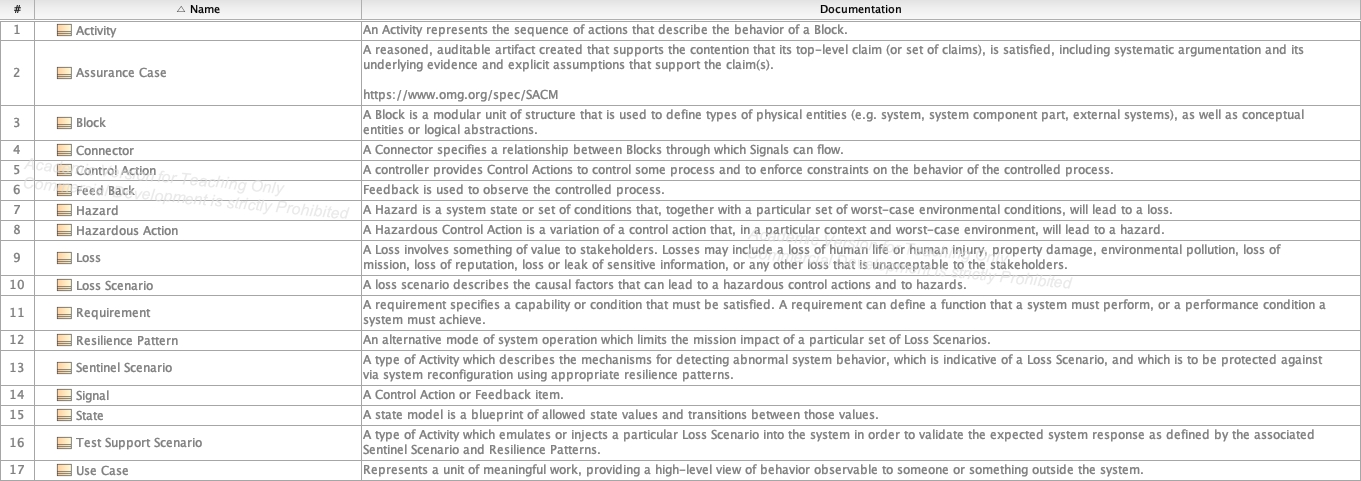 # Name Documentation
1 Activity An Activity represents the sequence of actions that describe the behavior of a Block.
2 Assurance Case A reasoned, auditable artifact created that supports the contention that its top-level claim (or set of claims), is satisfied, including systematic argumentation and its
underlying evidence and explicit assumptions that support the claim(s).
https://www.omg.org/spec/SACM
3 Block A Block is a modular unit of structure that is used to define types of physical entities (e.g. system, system component part, external systems), as well as conceptual
entities or logical abstractions.
4 Connector A Connector specifies a relationship between Blocks through which Signals can flow.
5 Control Action A controller provides Control Actions to control some process and to enforce constraints on the behavior of the controlled process.
6 Feed Back Feedback is used to observe the controlled process.
7 Hazard A Hazard is a system state or set of conditions that, together with a particular set of worst-case environmental conditions, will lead to a loss.
8 Hazardous Action A Hazardous Control Action is a variation of a control action that, in a particular context and worst-case environment, will lead to a hazard.
9 Loss A Loss involves something of value to stakeholders. Losses may include a loss of human life or human injury, property damage, environmental pollution, loss of
mission, loss of reputation, loss or leak of sensitive information, or any other loss that is unacceptable to the stakeholders.
10 Loss Scenario A loss scenario describes the causal factors that can lead to a hazardous control actions and to hazards.
11 Requirement A requirement specifies a capability or condition that must be satisfied. A requirement can define a function that a system must perform, or a performance condition a
system must achieve.
12 Resilience Pattern An alternative mode of system operation which limits the mission impact of a particular set of Loss Scenarios.
13 Sentinel Scenario A type of Activity which describes the mechanisms for detecting abnormal system behavior, which is indicative of a Loss Scenario, and which is to be protected against
via system reconfiguration using appropriate resilience patterns.
14 Signal A Control Action or Feedback item.
15 State A state model is a blueprint of allowed state values and transitions between those values.
16 Test Support Scenario A type of Activity which emulates or injects a particular Loss Scenario into the system in order to validate the expected system response as defined by the associated
Sentinel Scenario and Resilience Patterns.
17 Use Case Represents a unit of meaningful work, providing a high-level view of behavior observable to someone or something outside the system.
for Teaching Only
is strictly Prohibited